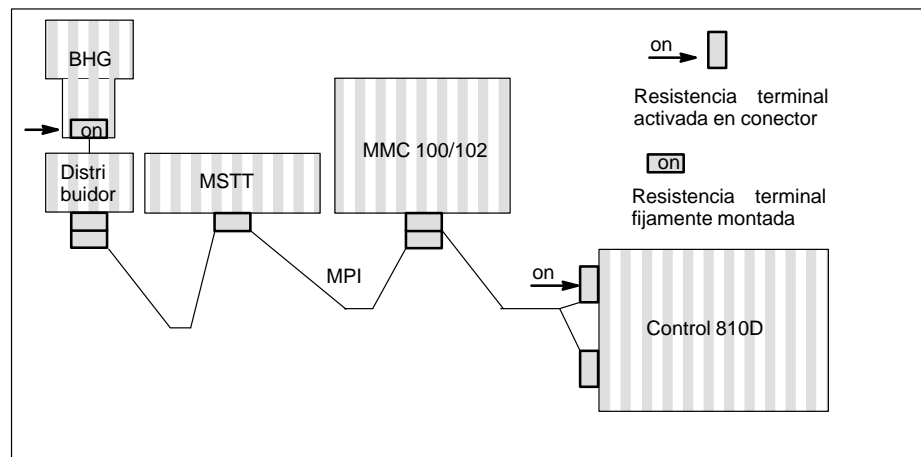 BHG
on
Distri
buidor
MSTT
MMC 100/102
MPI
on
Control 810D
on
Resistencia terminal
activada en conector
on
Resistencia terminal
fijamente montada